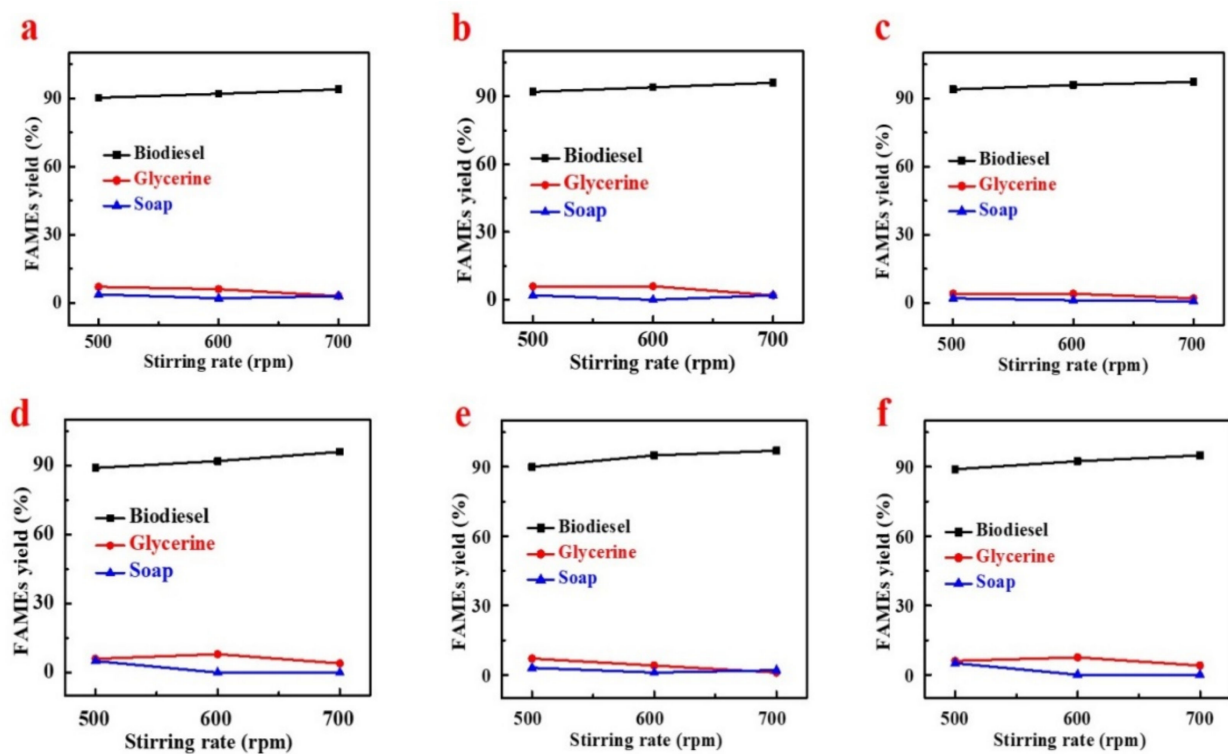 a
FAMEs yield (%)
90
60
30
0
Biodiesel
Glycerine
Soap
500 600 700
Stirring rate (rpm)
b
FAMEs yield (%)
90
60
30
0
Biodiesel
Glycerine
Soap
500 600 700
Stirring rate (rpm)
c
FAMEs yield (%)
90
60
30
0
Biodiesel
Glycerine
Soap
500 600 700
Stirring rate (rpm)
d
FAMEs yield (%)
90
60
30
0
Biodiesel
Glycerine
Soap
500 600 700
Stirring rate (rpm)
e
FAMEs yield (%)
90
60
30
0
Biodiesel
Glycerine
Soap
500 600 700
Stirring rate (rpm)
f
FAMEs yield (%)
90
60
30
0
Biodiesel
Glycerine
Soap
500 600 700
Stirring rate (rpm)